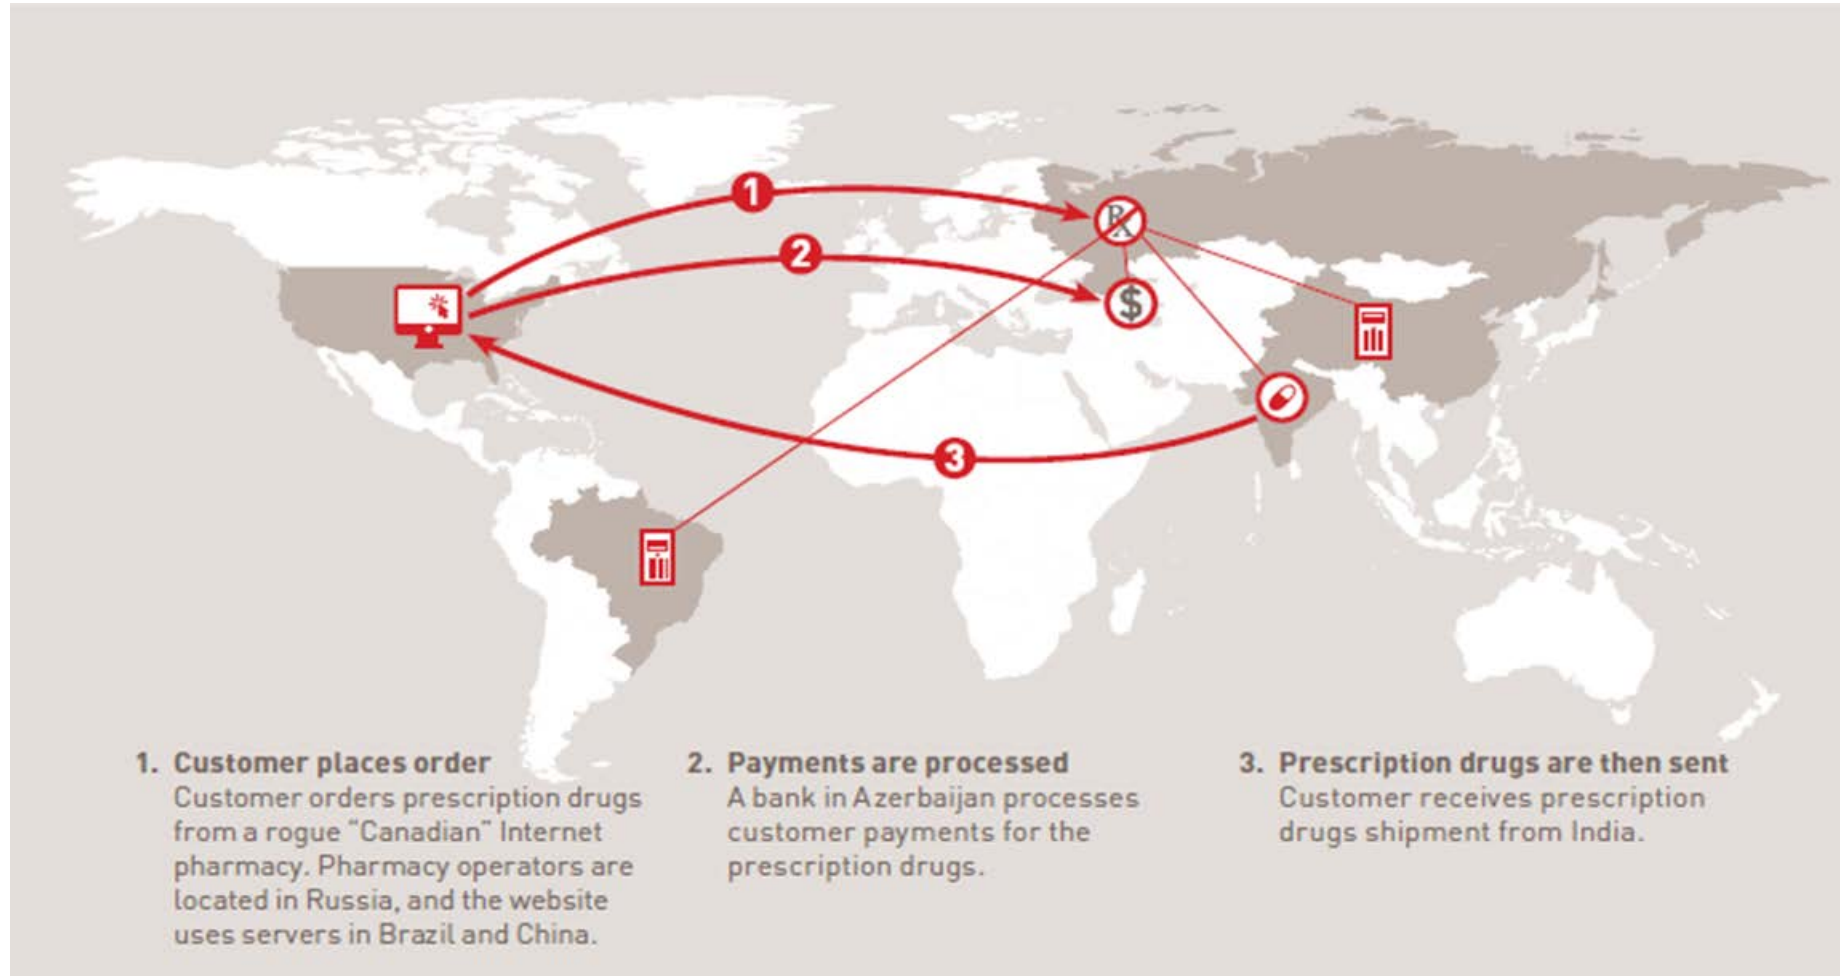 1
2
3
Rx
$
1. Customer places order
Customer orders prescription drugs
from a rogue “Canadian” Internet
pharmacy. Pharmacy operators are
located in Russia, and the website
uses servers in Brazil and China.
2. Payments are processed
A bank in Azerbaijan processes
customer payments for the
prescription drugs.
3. Prescription drugs are then sent
Customer receives prescription
drugs shipment from India.